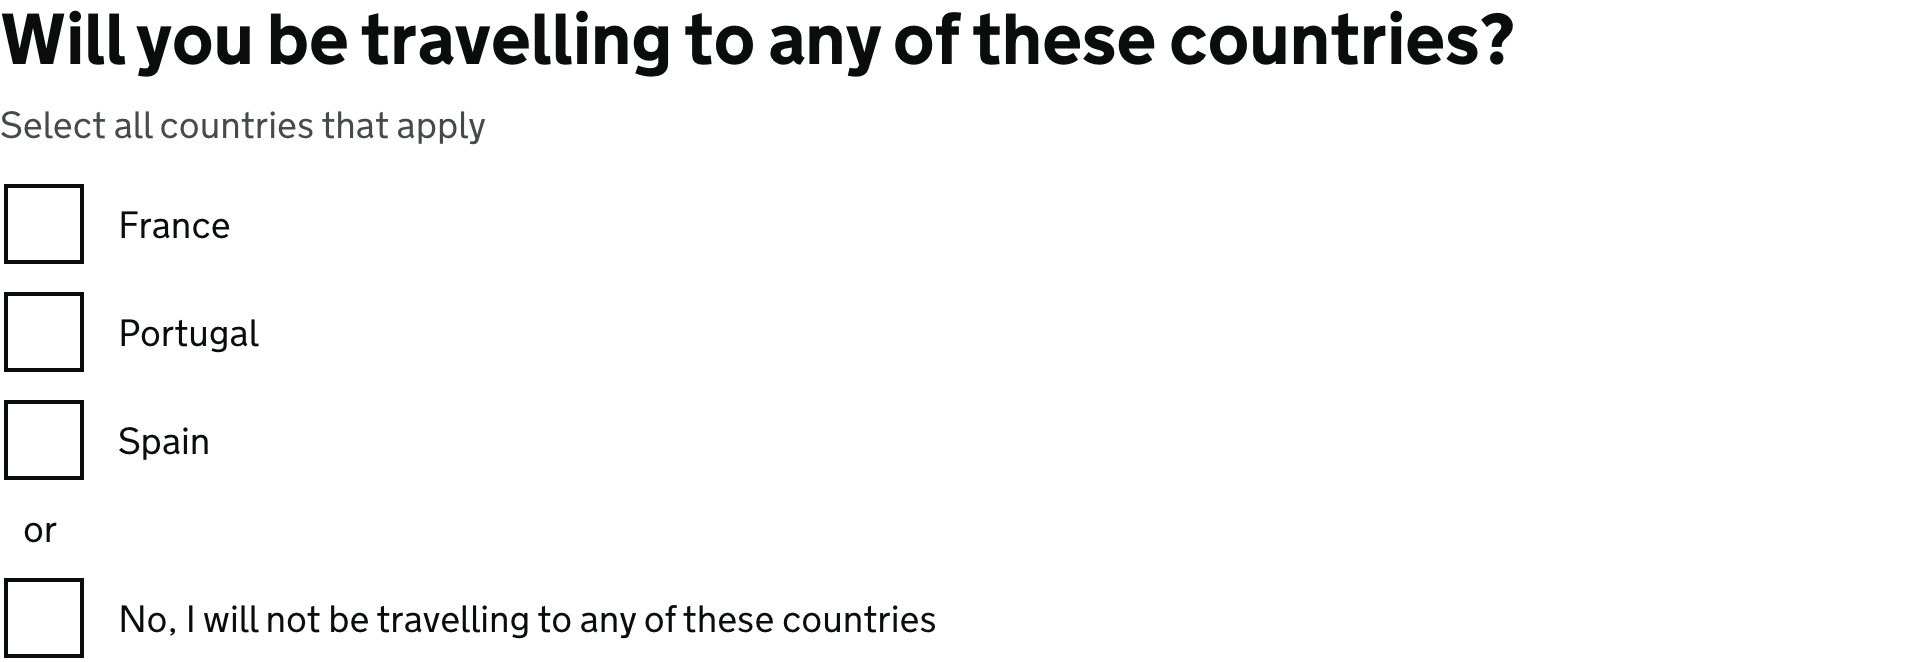 Will you be travelling to any of these countries?
Select all countries that apply
France
Portugal
Spain
or
No, I will not be travelling to any of these countries